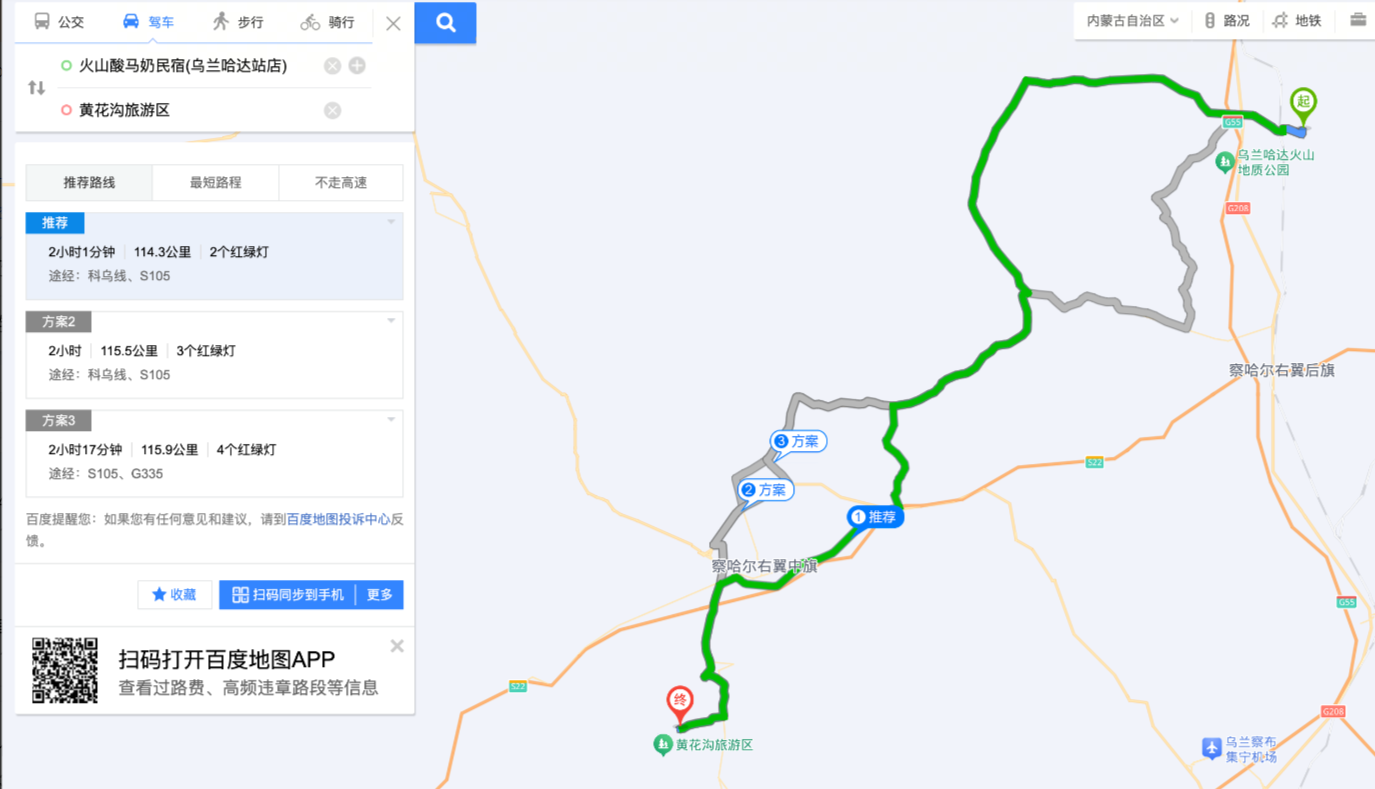 公交
驾车
步行
骑行
火山酸马奶民宿(乌兰哈达站店)
黄花沟旅游区
推荐路线
最短路程
不走高速
推荐
2小时1分钟 114.3公里 2个红绿灯
途经：科乌线、S105
方案2
2小时 115.5公里 3个红绿灯
途经：科乌线、S105
方案3
2小时17分钟 115.9公里 4个红绿灯
途经：S105、G335
百度提醒您：如果您有任何意见和建议，请到百度地图投诉中心反
馈。
收藏
扫码同步到手机
更多
扫码打开百度地图APP
查看过路费、高频违章路段等信息
内蒙古自治区
路况
地铁
起
G55
乌兰哈达火山
地质公园
G208
察哈尔右翼后旗
3 方案
S22
2 方案
1 推荐
察哈尔右翼中旗
G55
S22
终
G208
黄花沟旅游区
乌兰察布
集宁机场